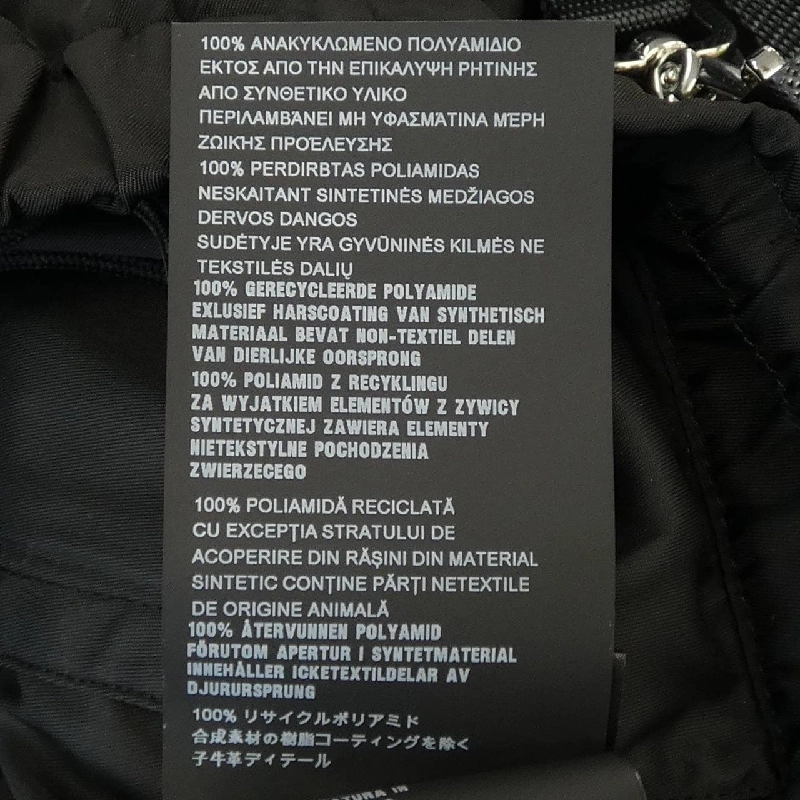 100% ΑΝΑΚΥΚΛΩΜΕΝΟ ΠΟΛΥΑΜΙΔΙΟ
ΕΚΤΟΣ ΑΠΟ ΤΗΝ ΕΠΙΚΑΛΥΨΗ ΡΗΤΙΝΗΣ
ΑΠΟ ΣΥΝΘΕΤΙΚΟ ΥΛΙΚΟ
ΠΕΡΙΛΑΜΒΆΝΕΙ ΜΗ ΥΦΑΣΜΆΤΙΝΑ ΜΈΡΗ
ΖΩΙΚΉΣ ΠΡΟΈΛΕΥΣΗΣ
100% PERDIRBTAS POLIAMIDAS
NESKAITANT SINTETINĖS MEDŽIAGOS
DERVOS DANGOS
SUDĖTYJE YRA GYVŪNINĖS KILMĖS NE
TEKSTILĖS DALIŲ
100% GERECYCLEERDE POLYAMIDE
EXLUSIEF HARSCOATING VAN SYNTHETISCH
MATERIAAL BEVAT NON-TEXTIEL DELEN
VAN DIERLIJKE OORSPRONG
100% POLIAMID Z RECYKLINGU
ZA WYJATKIEM ELEMENTÓW Z ZYWICY
SYNTETYCZNEJ ZAWIERA ELEMENTY
NIETEKSTYLNE POCHODZENIA
ZWIERZECEGO
100% POLIAMIDĂ RECICLATĂ
CU EXCEPȚIA STRATULUI DE
ACOPERIRE DIN RĂȘINI DIN MATERIAL
SINTETIC CONȚINE PĂRȚI NETEXTILE
DE ORIGINE ANIMALĂ
100% ÅTERVUNNEN POLYAMID
FÖRUTOM APERTUR I SYNTETMATERIAL
INNEHÅLLER ICKETEXTILDELAR AV
DJURURSPRUNG
100% リサイクルポリアミド
合成素材の樹脂コーティングを除く
子牛革ディテール